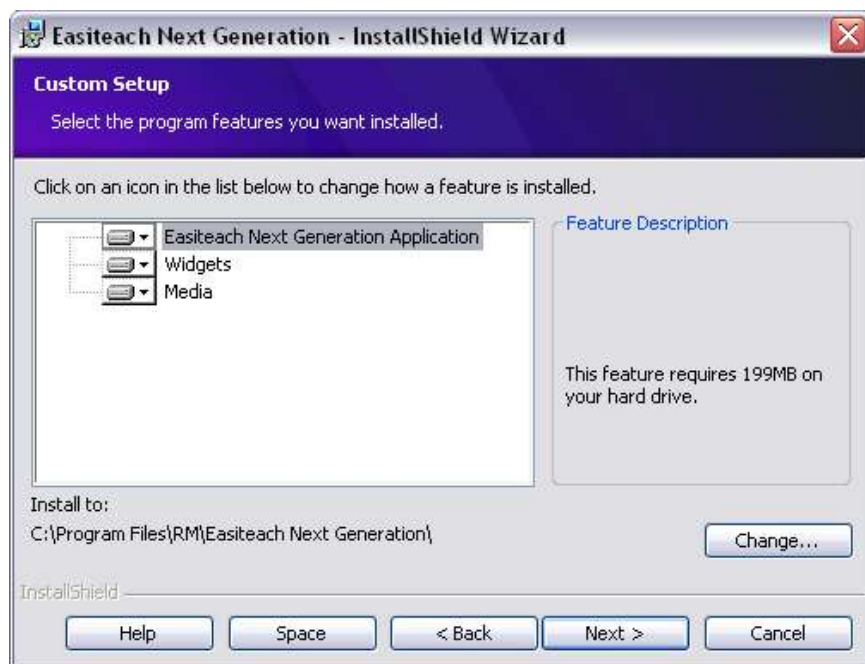 Easiteach Next Generation - InstallShield Wizard
Custom Setup
Select the program features you want installed.
Click on an icon in the list below to change how a feature is installed.
Easiteach Next Generation Application
Widgets
Media
Feature Description
This feature requires 199MB on
your hard drive.
Install to:
C:\Program Files\RM\Easiteach Next Generation\
Change...
InstallShield
Help
Space
< Back
Next >
Cancel